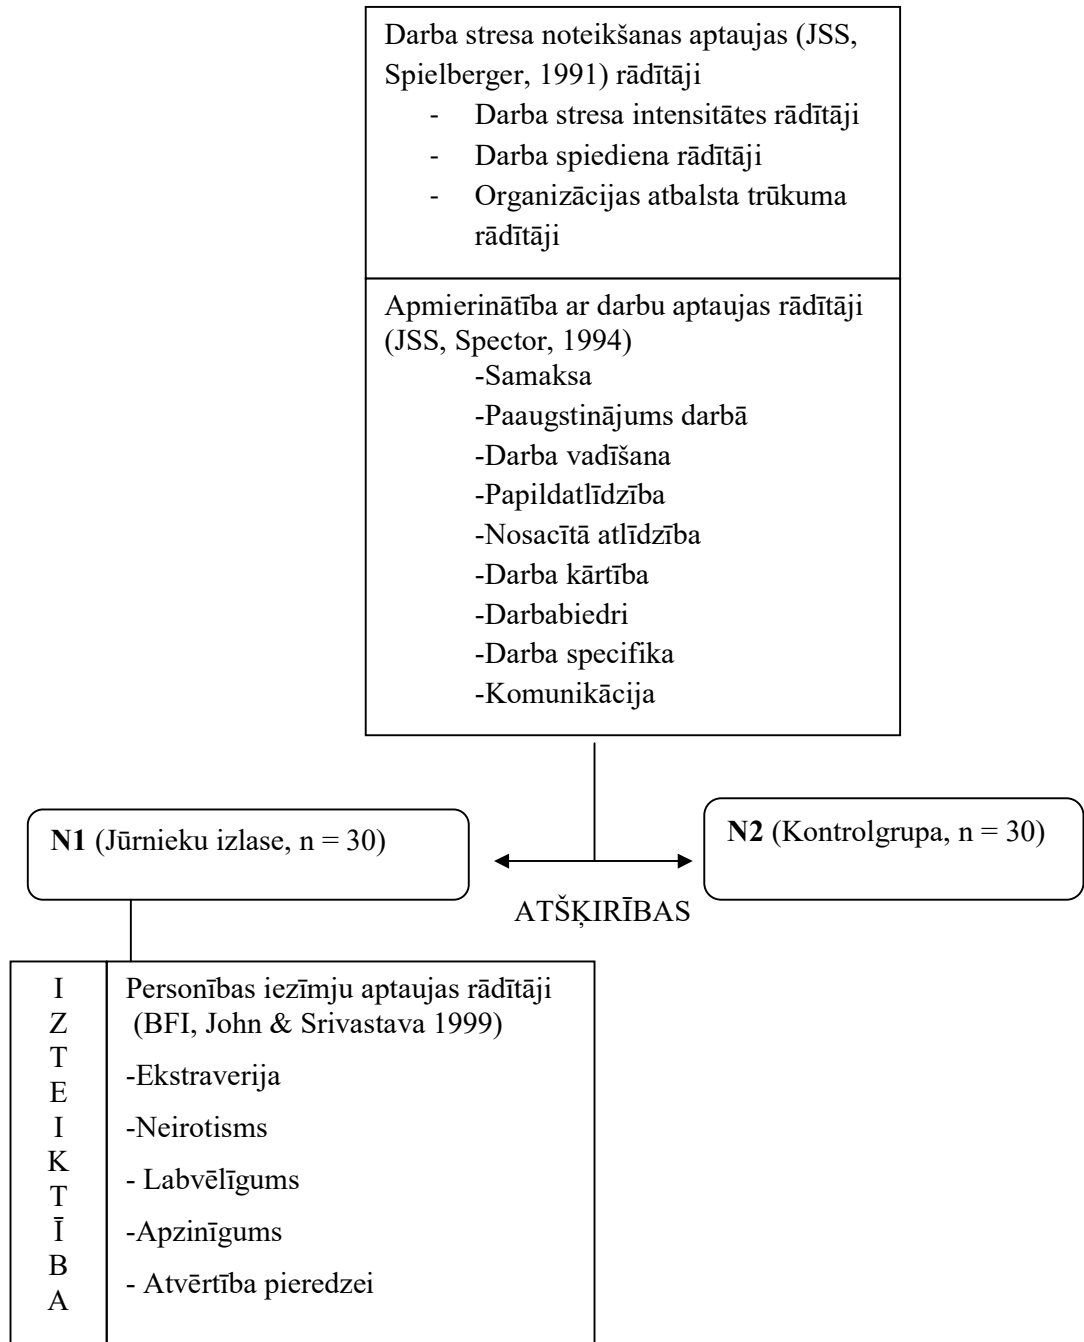 Darba stresa noteikšanas aptaujas (JSS,
Spielberger, 1991) rādītāji
- Darba stresa intensitātes rādītāji
- Darba spiediena rādītāji
- Organizācijas atbalsta trūkuma
rādītāji
Apmierinātība ar darbu aptaujas rādītāji
(JSS, Spector, 1994)
-Samaksa
-Paaugstinājums darbā
-Darba vadīšana
-Papildatlīdzība
-Nosacītā atlīdzība
-Darba kārtība
-Darbabiedri
-Darba specifika
-Komunikācija
N1 (Jūrnieku izlase, n = 30)
N2 (Kontrolgrupa, n = 30)
ATŠĶIRĪBAS
I
Z
T
E
I
K
T
Ī
B
A
Personības iezīmju aptaujas rādītāji
(BFI, John & Srivastava 1999)
-Ekstraverija
-Neirotisms
- Labvēlīgums
-Apzinīgums
- Atvērtība pieredzei